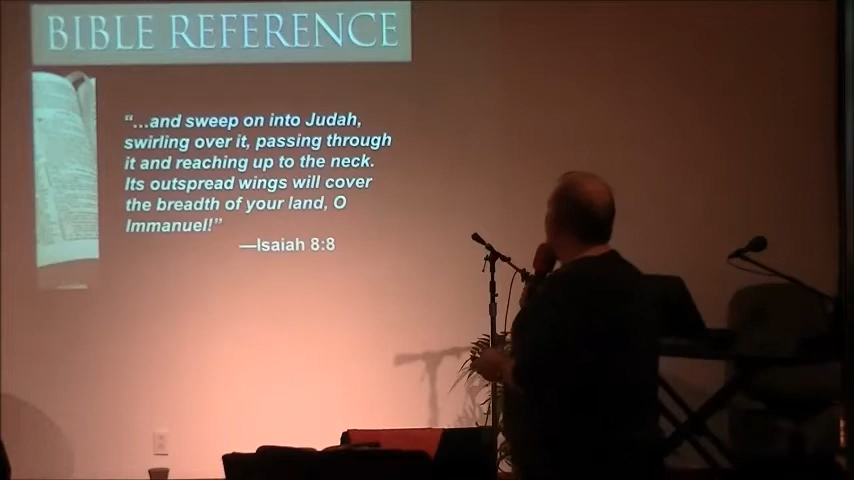 BIBLE REFERENCE
“...and sweep on into Judah,
swirling over it, passing through
it and reaching up to the neck.
Its outspread wings will cover
the breadth of your land, O
Immanuel!”
—Isaiah 8:8